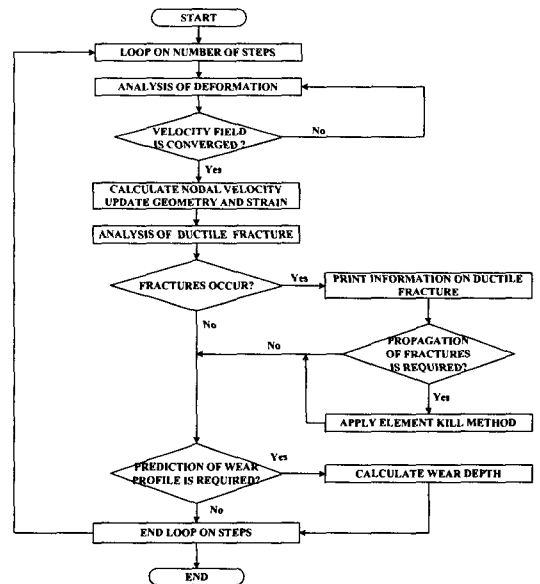 START
LOOP ON NUMBER OF STEPS
ANALYSIS OF DEFORMATION
VELOCITY FIELD
IS CONVERGED ?
No
Yes
CALCULATE NODAL VELOCITY
UPDATE GEOMETRY AND STRAIN
ANALYSIS OF DUCTILE FRACTURE
FRACTURES OCCUR?
Yes
PRINT INFORMATION ON DUCTILE
FRACTURE
No
PROPAGATION
OF FRACTURES
IS REQUIRED?
No
Yes
APPLY ELEMENT KILL METHOD
PREDICTION OF WEAR
PROFILE IS REQUIRED?
Yes
CALCULATE WEAR DEPTH
No
END LOOP ON STEPS
END